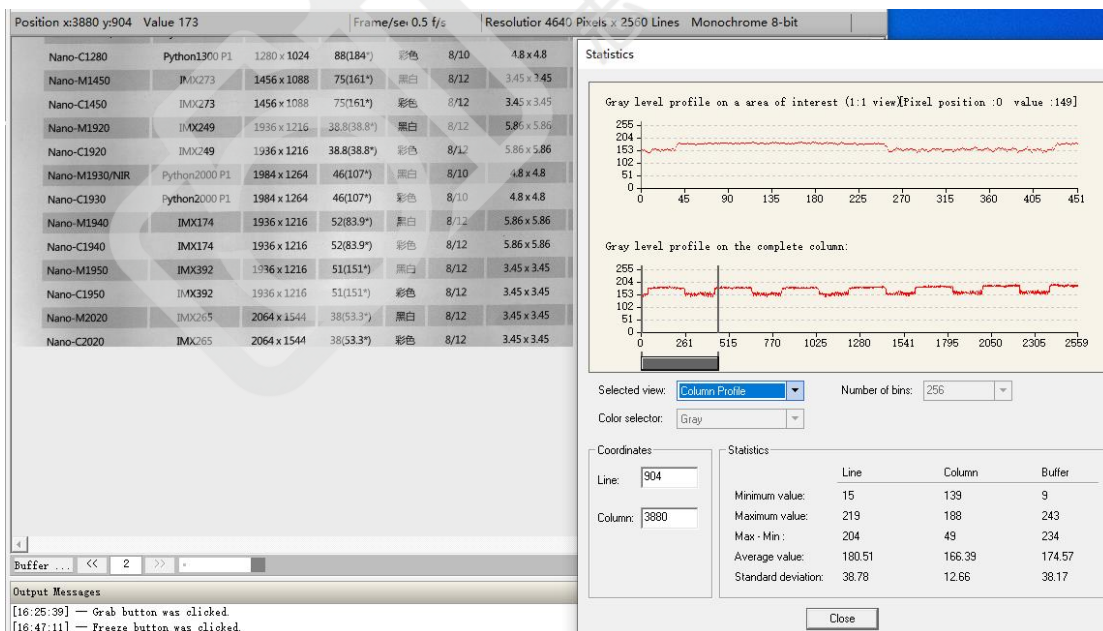 Position x:3880 y:904 Value 173 Frame/sec 0.5 f/s Resolutior 4640 Pixels x 2560 Lines Monochrome 8-bit
Nano-C1280 Python1300 P1 1280 x 1024 88(184*) 彩色 8/10 4.8 x 4.8
Nano-M1450 IMX273 1456 x 1088 75(161*) 黑白 8/12 3.45 x 3.45
Nano-C1450 IMX273 1456 x 1088 75(161*) 彩色 8/12 3.45 x 3.45
Nano-M1920 IMX249 1936 x 1216 38.8(38.8*) 黑白 8/12 5.86 x 5.86
Nano-C1920 IMX249 1936 x 1216 38.8(38.8*) 彩色 8/12 5.86 x 5.86
Nano-M1930/NIR Python2000 P1 1984 x 1264 46(107*) 黑白 8/10 4.8 x 4.8
Nano-C1930 Python2000 P1 1984 x 1264 46(107*) 彩色 8/10 4.8 x 4.8
Nano-M1940 IMX174 1936 x 1216 52(83.9*) 黑白 8/12 5.86 x 5.86
Nano-C1940 IMX174 1936 x 1216 52(83.9*) 彩色 8/12 5.86 x 5.86
Nano-M1950 IMX392 1936 x 1216 51(151*) 黑白 8/12 3.45 x 3.45
Nano-C1950 IMX392 1936 x 1216 51(151*) 彩色 8/12 3.45 x 3.45
Nano-M2020 IMX265 2064 x 1544 38(53.3*) 黑白 8/12 3.45 x 3.45
Nano-C2020 IMX265 2064 x 1544 38(53.3*) 彩色 8/12 3.45 x 3.45
Buffer ... << 2 >>
Output Messages
[16:25:39] — Grab button was clicked.
[16:47:11] — Freeze button was clicked.
Statistics
Gray level profile on a area of interest (1:1 view)[Pixel position :0 value :149]
255
204
153
102
51
0
0 45 90 135 180 225 270 315 360 405 451
Gray level profile on the complete column:
255
204
153
102
51
0
0 261 515 770 1025 1280 1541 1795 2050 2305 2559
Selected view: Column Profile Number of bins: 256
Color selector: Gray
Coordinates Statistics
Line: 904 Line Column Buffer
Column: 3880
Minimum value: 15 139 9
Maximum value: 219 188 243
Max - Min : 204 49 234
Average value: 180.51 166.39 174.57
Standard deviation: 38.78 12.66 38.17
Close